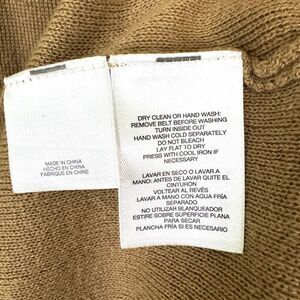 MADE IN CHINA
HECHO EN CHINA
FABRIQUÉ EN CHINE
DRY CLEAN OR HAND WASH:
REMOVE BELT BEFORE WASHING
TURN INSIDE OUT
HAND WASH COLD SEPARATELY
DO NOT BLEACH
LAY FLAT TO DRY
PRESS WITH COOL IRON IF
NECESSARY
LAVAR EN SECO O LAVAR A
MANO: ANTES DE LAVAR QUITE EL
CINTURÓN
VOLTEAR AL REVÉS
LAVAR A MANO CON AGUA FRÍA
SEPARADO
NO UTILIZAR BLANQUEADOR
ESTIRE SOBRE SUPERFICIE PLANA
PARA SECAR
PLANCHA FRÍA SI ES NECESARIO